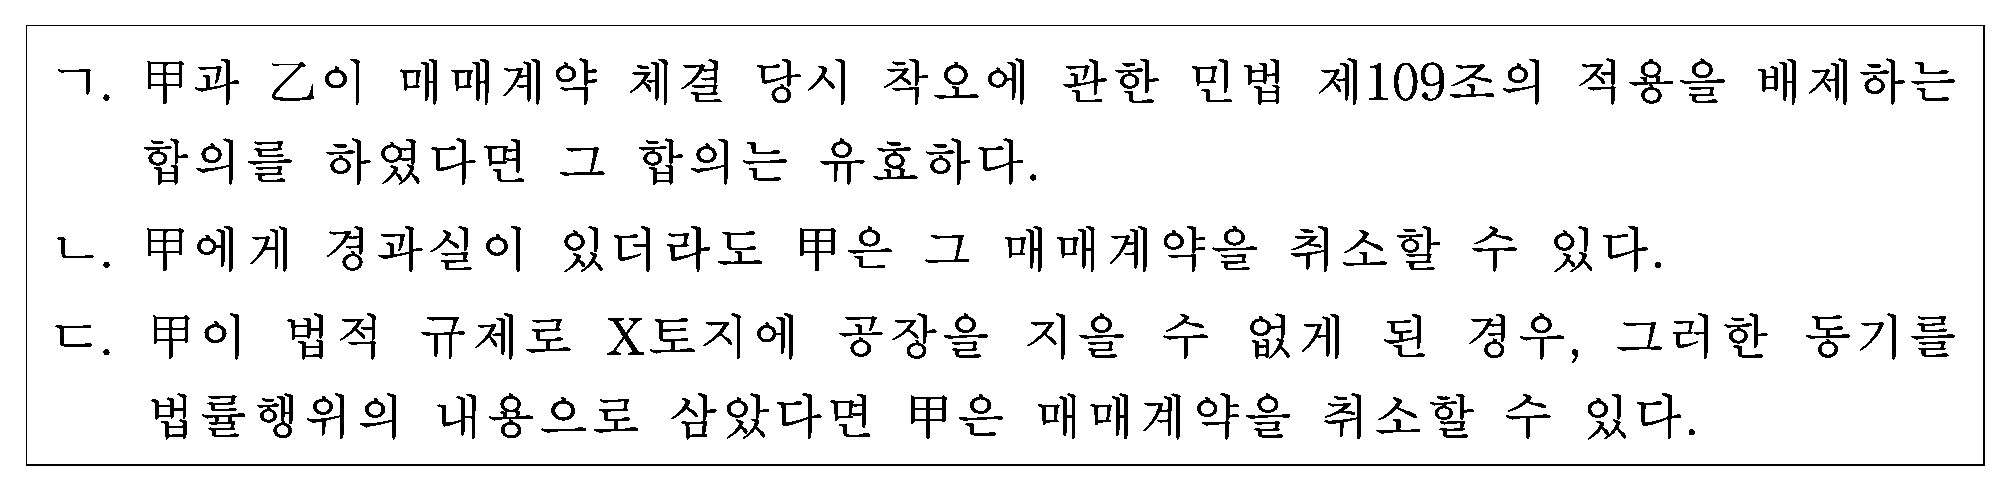 ㄱ. 甲과 乙이 매매계약 체결 당시 착오에 관한 민법 제109조의 적용을 배제하는
합의를 하였다면 그 합의는 유효하다.
ㄴ. 甲에게 경과실이 있더라도 甲은 그 매매계약을 취소할 수 있다.
ㄷ. 甲이 법적 규제로 X토지에 공장을 지을 수 없게 된 경우, 그러한 동기를
법률행위의 내용으로 삼았다면 甲은 매매계약을 취소할 수 있다.